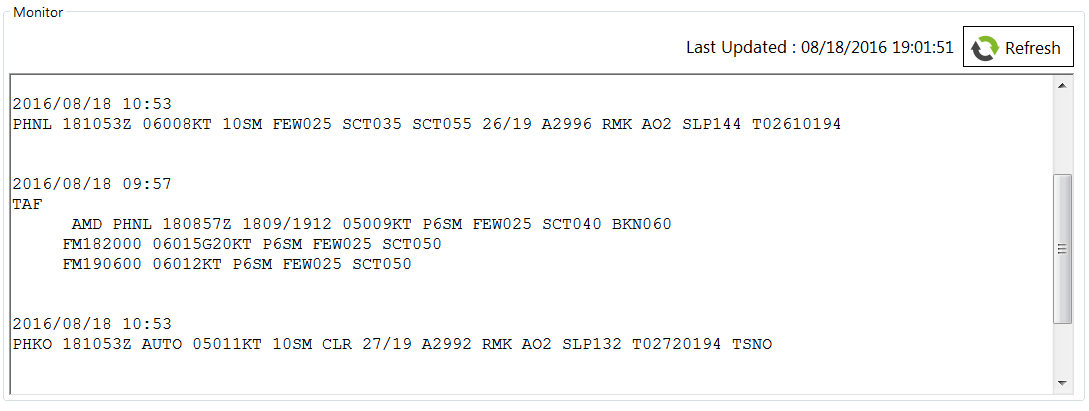 Monitor
Last Updated : 08/18/2016 19:01:51 Refresh
2016/08/18 10:53
PHNL 181053Z 06008KT 10SM FEW025 SCT035 SCT055 26/19 A2996 RMK AO2 SLP144 T02610194
2016/08/18 09:57
TAF
AMD PHNL 180857Z 1809/1912 05009KT P6SM FEW025 SCT040 BKN060
FM182000 06015G20KT P6SM FEW025 SCT050
FM190600 06012KT P6SM FEW025 SCT050
2016/08/18 10:53
PHKO 181053Z AUTO 05011KT 10SM CLR 27/19 A2992 RMK AO2 SLP132 T02720194 TSNO